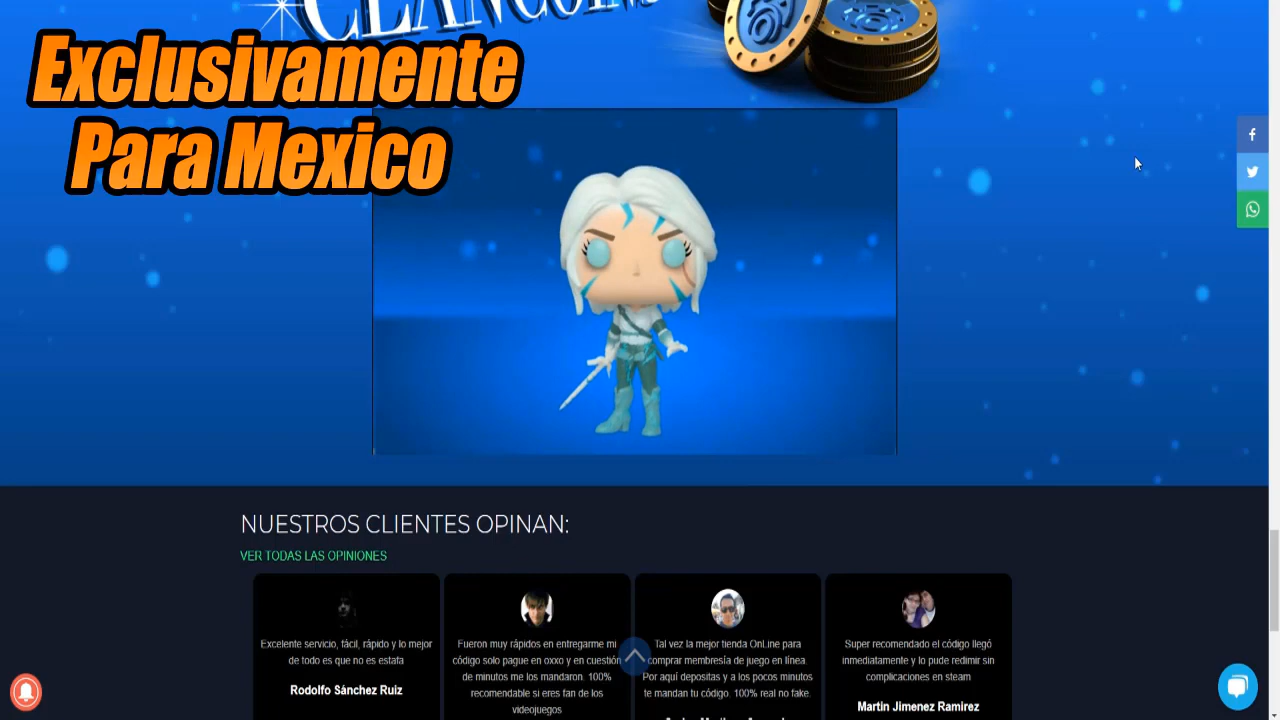 CLANCOINS
Exclusivamente
Para Mexico
NUESTROS CLIENTES OPINAN:
VER TODAS LAS OPINIONES
Excelente servicio, fácil, rápido y lo mejor
de todo es que no es estafa
Rodolfo Sánchez Ruiz
Fueron muy rápidos en entregarme mi
código solo pague en oxxo y en cuestión
de minutos me los mandaron. 100%
recomendable si eres fan de los
videojuegos
Tal vez la mejor tienda OnLine para
comprar membresía de juego en línea.
Por aquí depositas y a los pocos minutos
te mandan tu código. 100% real no fake.
Super recomendado el código llegó
inmediatamente y lo pude redimir sin
complicaciones en steam
Martin Jimenez Ramirez